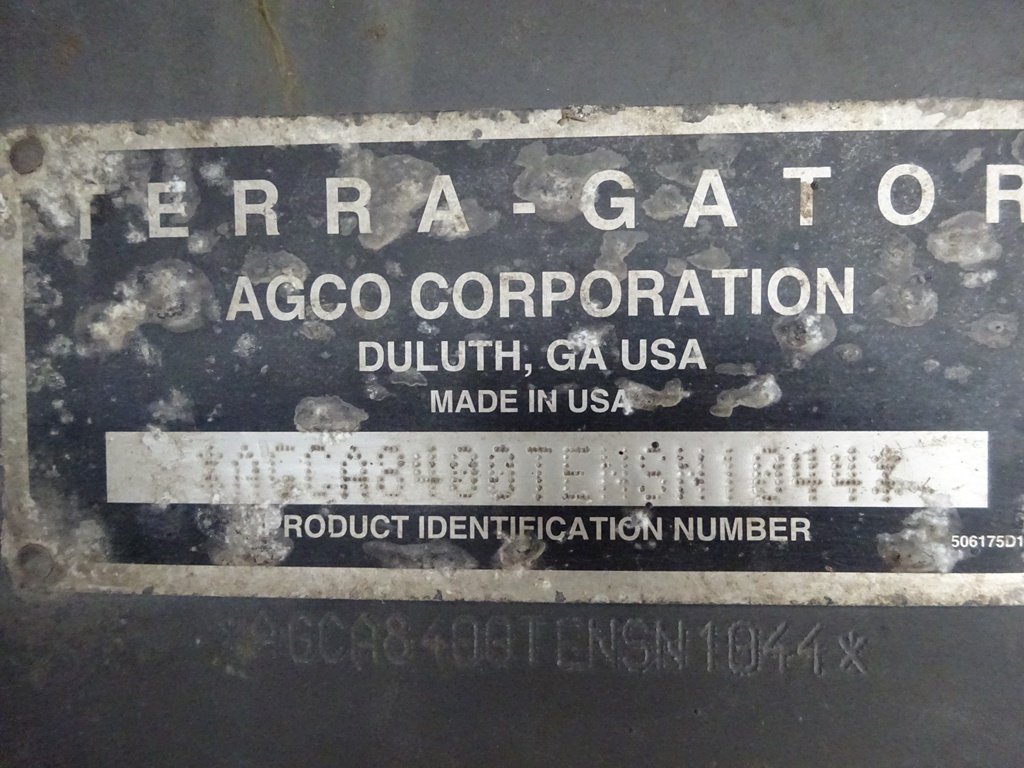 TERRA-GATOR
AGCO CORPORATION
DULUTH, GA USA
MADE IN USA
*AGCA8400TENSN1044*
PRODUCT IDENTIFICATION NUMBER
506175D1
*AGCA8400TENSN1044*